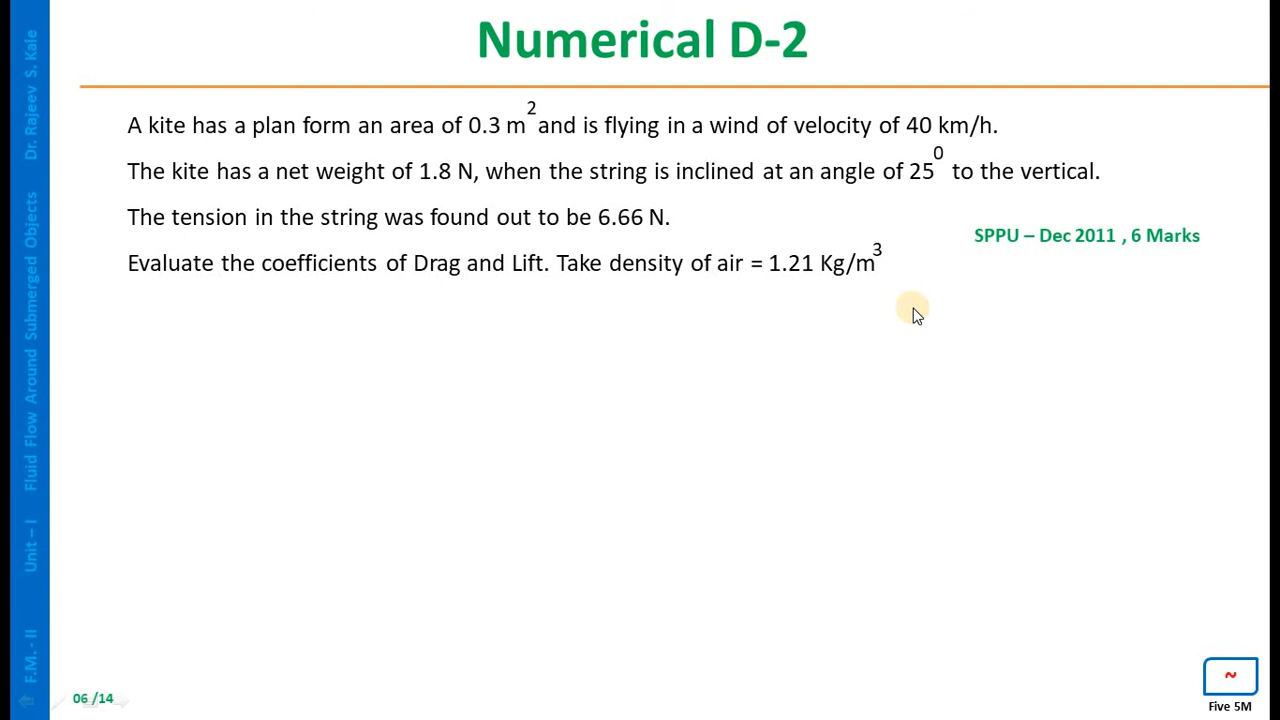 Numerical D-2
A kite has a plan form an area of 0.3 m² and is flying in a wind of velocity of 40 km/h.
The kite has a net weight of 1.8 N, when the string is inclined at an angle of 25⁰ to the vertical.
The tension in the string was found out to be 6.66 N.
SPPU – Dec 2011 , 6 Marks
Evaluate the coefficients of Drag and Lift. Take density of air = 1.21 Kg/m³
F.M. - II Unit – I Fluid Flow Around Submerged Objects Dr. Rajeev S. Kale
06 /14
~
Five 5M